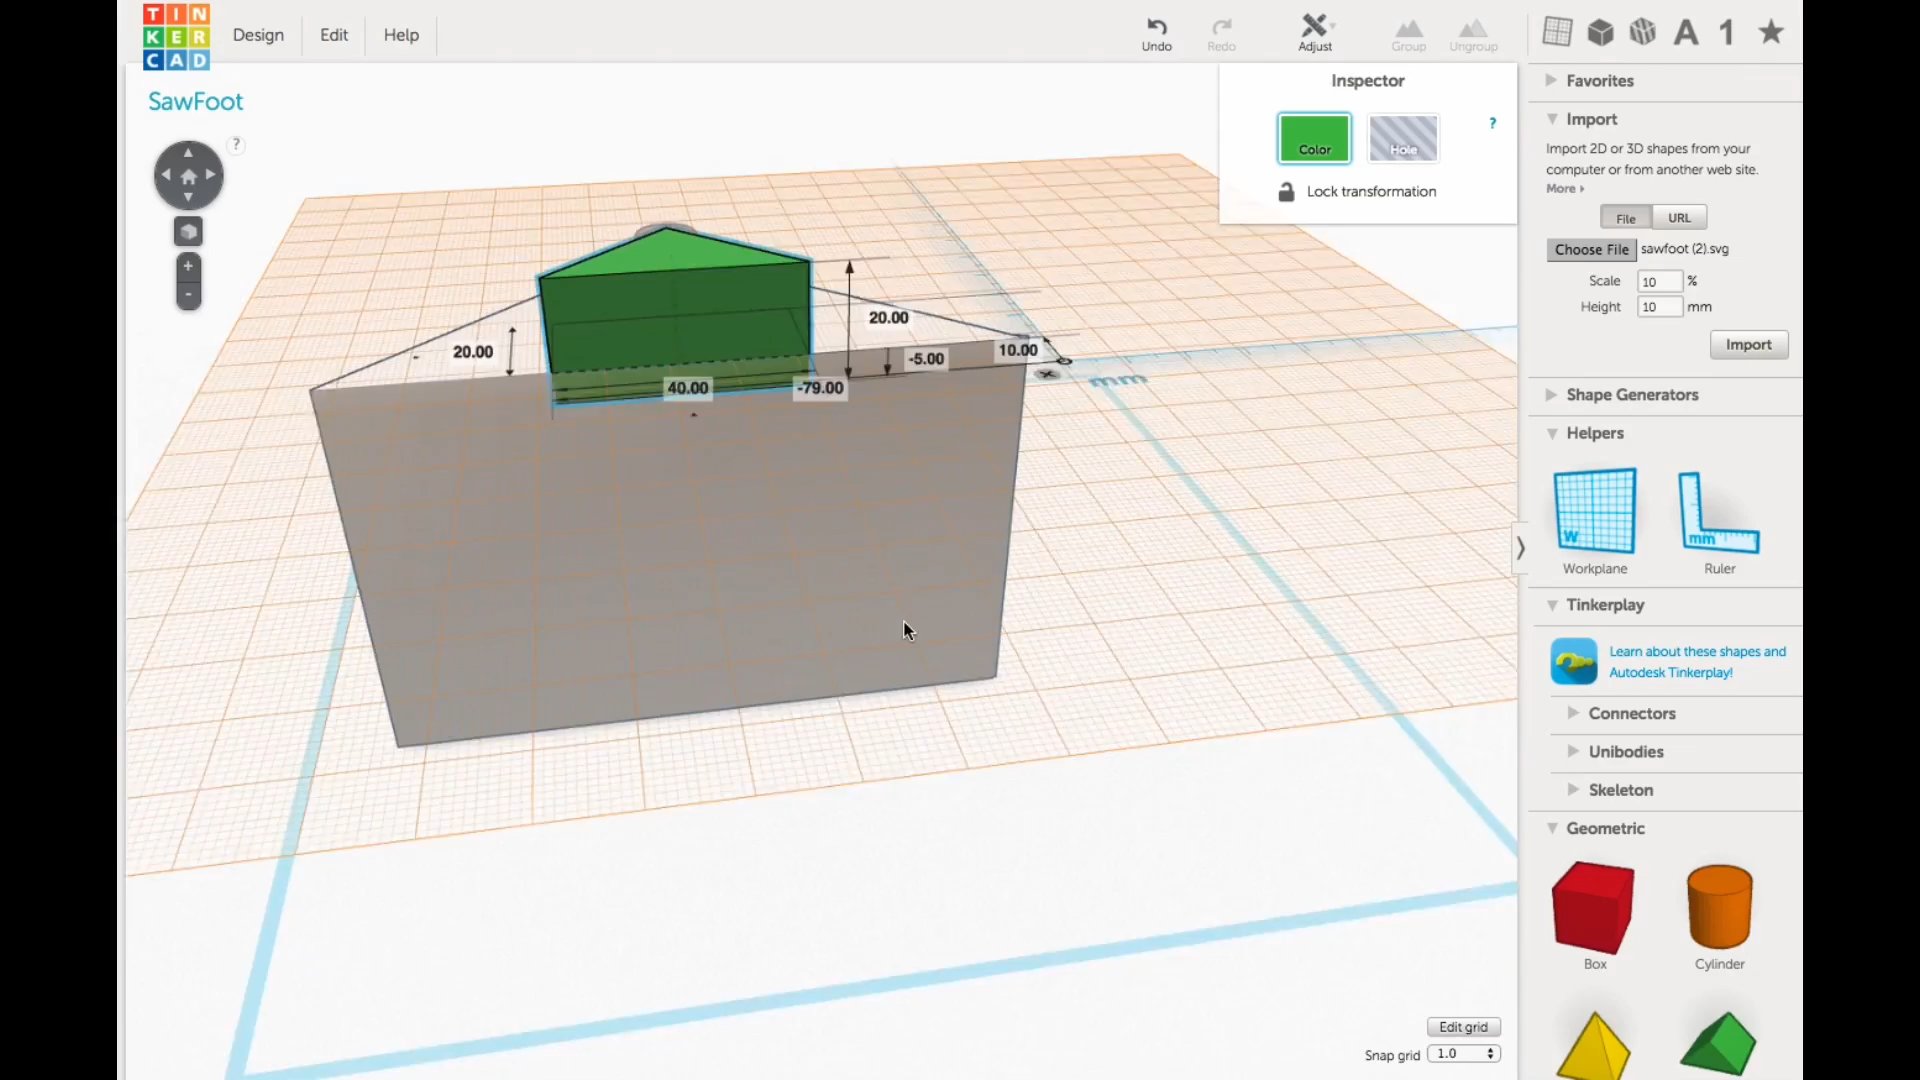 TIN
KER
CAD
Design
Edit
Help
Undo
Redo
Adjust
Group
Ungroup
A
1
SawFoot
?
+
-
Inspector
Color
Hole
?
Lock transformation
20.00
20.00
-5.00
10.00
40.00
-79.00
mm
Favorites
Import
Import 2D or 3D shapes from your
computer or from another web site.
More
File
URL
Choose File sawfoot (2).svg
Scale 10 %
Height 10 mm
Import
Shape Generators
Helpers
W
mm
Workplane
Ruler
Tinkerplay
Learn about these shapes and
Autodesk Tinkerplay!
Connectors
Unibodies
Skeleton
Geometric
Box
Cylinder
Edit grid
Snap grid 1.0